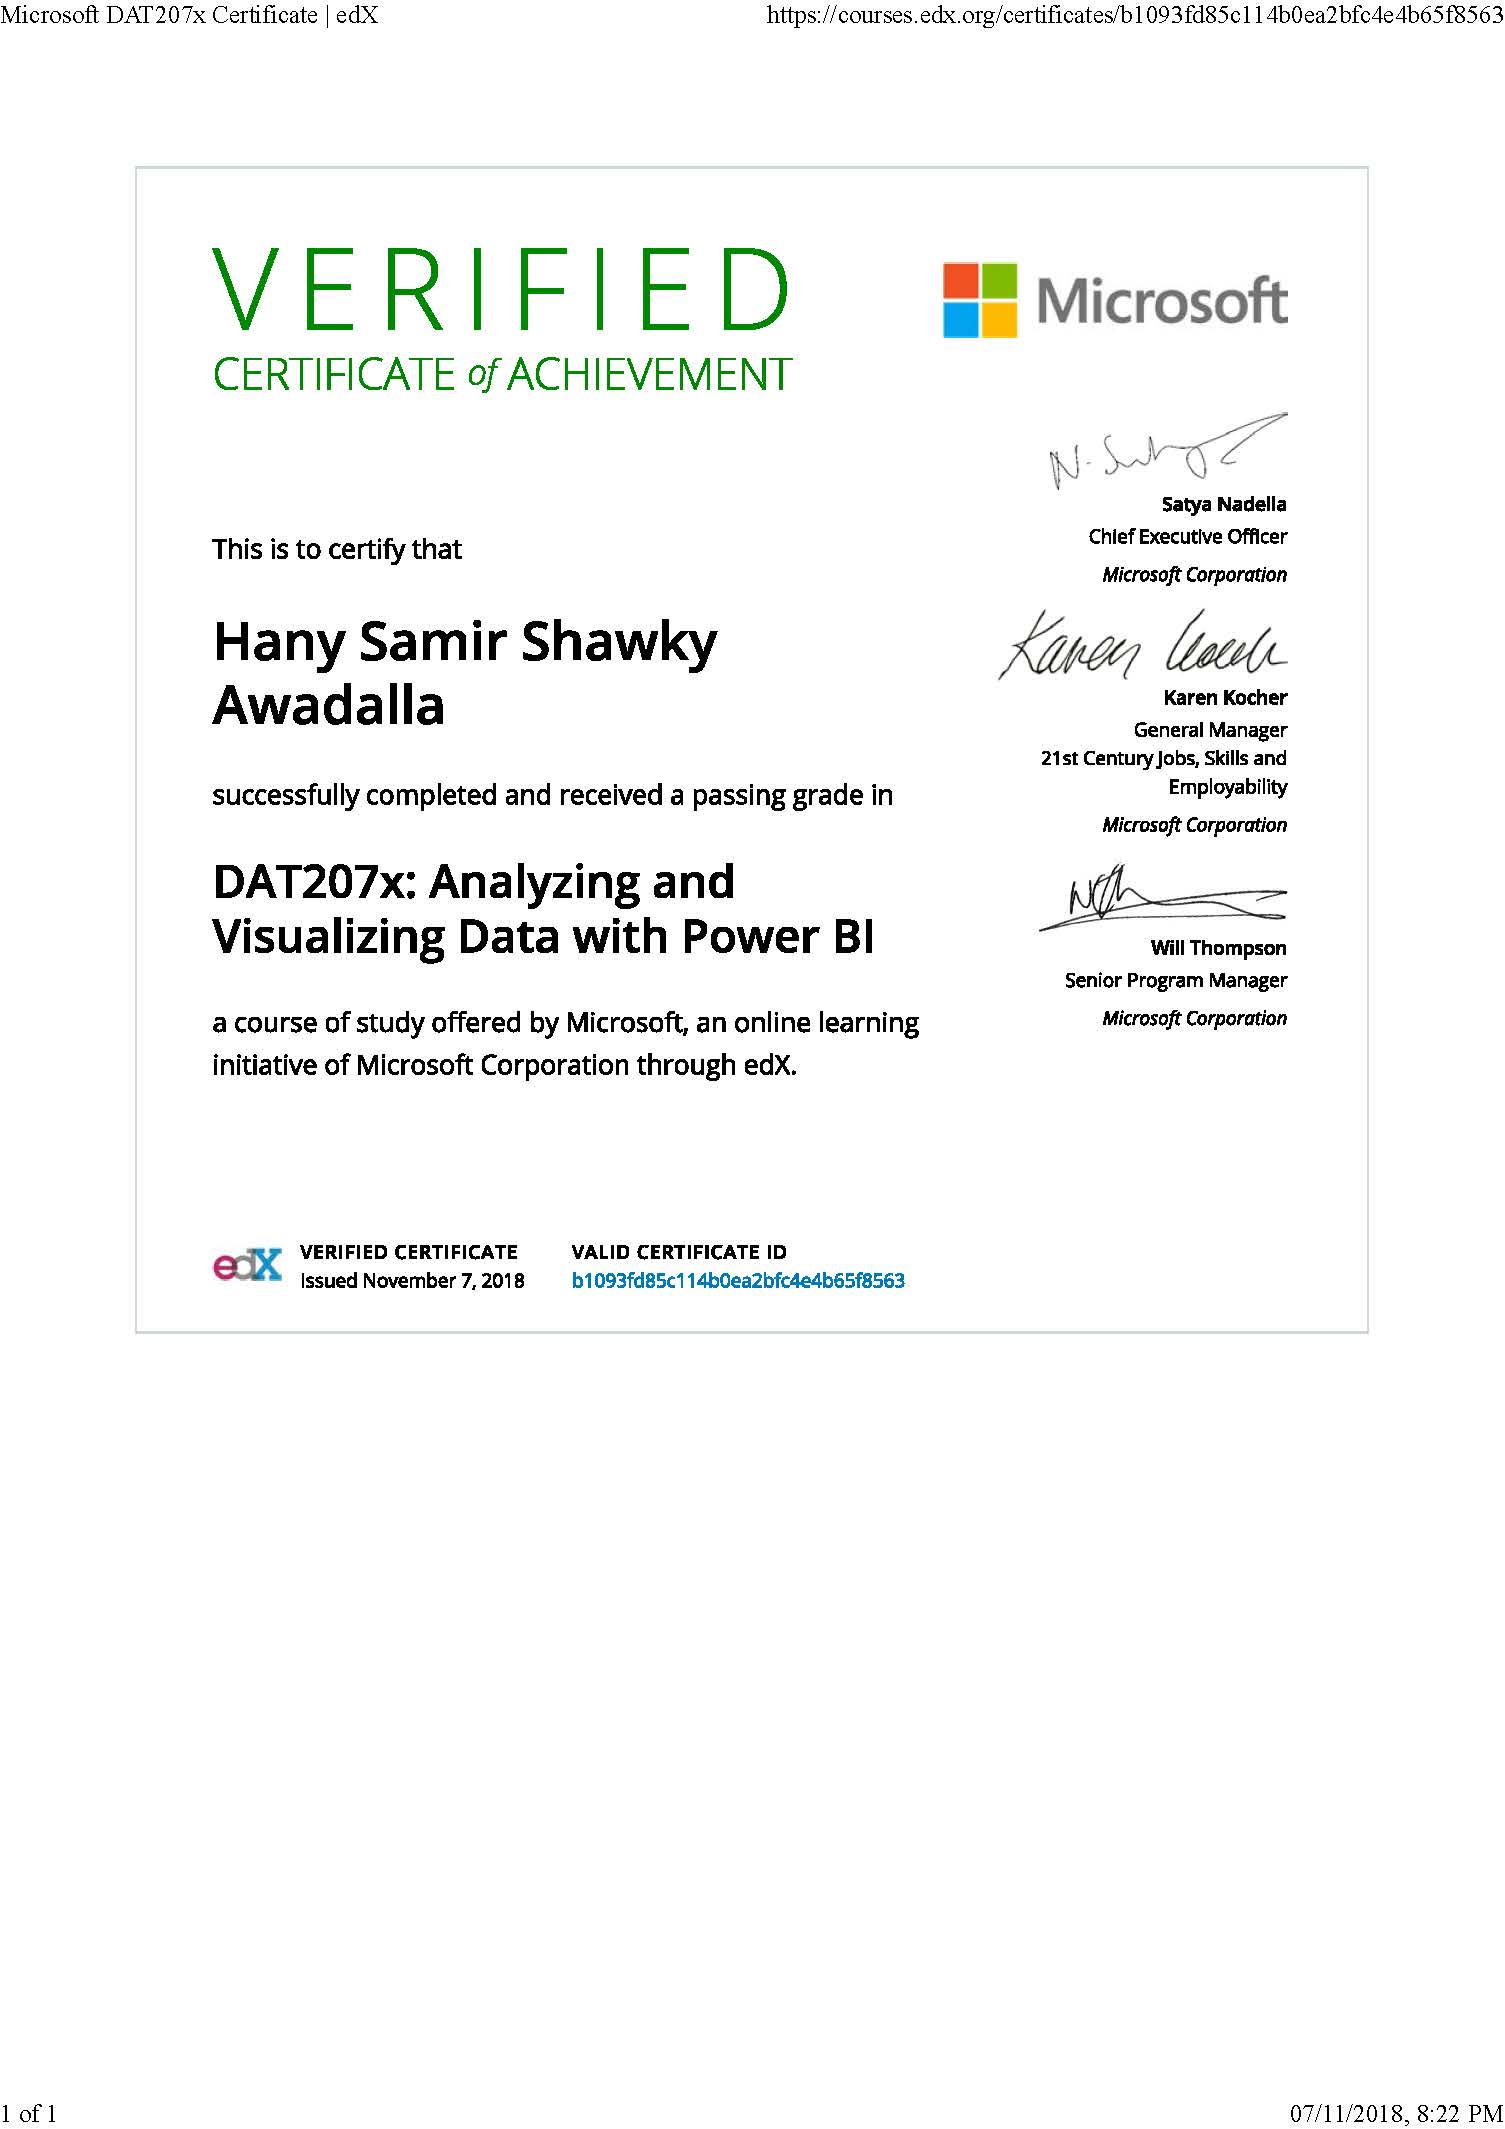 Microsoft DAT207x Certificate | edX
https://courses.edx.org/certificates/b1093fd85c114b0ea2bfc4e4b65f8563
VERIFIED
CERTIFICATE of ACHIEVEMENT
Microsoft
This is to certify that
Hany Samir Shawky
Awadalla
successfully completed and received a passing grade in
DAT207x: Analyzing and
Visualizing Data with Power BI
a course of study offered by Microsoft, an online learning
initiative of Microsoft Corporation through edX.
Satya Nadella
Chief Executive Officer
Microsoft Corporation
Karen Kocher
General Manager
21st Century Jobs, Skills and
Employability
Microsoft Corporation
Will Thompson
Senior Program Manager
Microsoft Corporation
edX
VERIFIED CERTIFICATE
Issued November 7, 2018
VALID CERTIFICATE ID
b1093fd85c114b0ea2bfc4e4b65f8563
1 of 1
07/11/2018, 8:22 PM